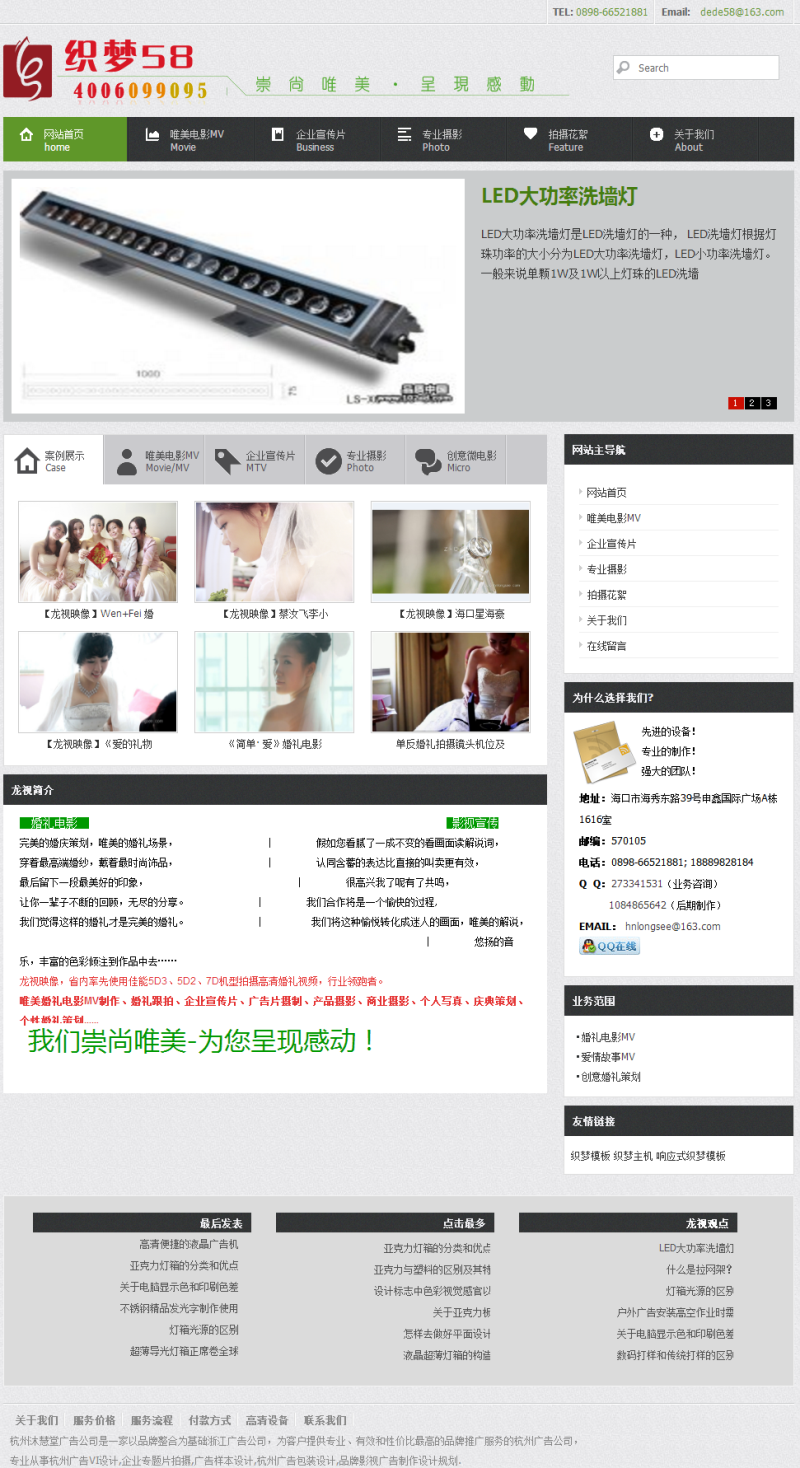 TEL: 0898-66521881 Email: dede58@163.com
织梦58
4006099095
崇尚唯美·呈現感動
Search
网站首页 home
唯美电影MV Movie
企业宣传片 Business
专业摄影 Photo
拍摄花絮 Feature
关于我们 About
LED大功率洗墙灯
LED大功率洗墙灯是LED洗墙灯的一种， LED洗墙灯根据灯
珠功率的大小分为LED大功率洗墙灯，LED小功率洗墙灯。
一般来说单颗1W及1W以上灯珠的LED洗墙
1000
75
1 2 3
案例展示 Case
唯美电影MV Movie/MV
企业宣传片 MTV
专业摄影 Photo
创意微电影 Micro
【龙视映像】Wen+Fei 婚
【龙视映像】蔡汝飞李小
【龙视映像】海口星海豪
【龙视映像】《爱的礼物
《简单·爱》婚礼电影
单反婚礼拍摄镜头机位及
龙视简介
婚礼电影 影视宣传
完美的婚庆策划，唯美的婚礼场景， | 假如您看腻了一成不变的看画面读解说词，
穿着最高端婚纱，戴着最时尚饰品， | 认同含蓄的表达比直接的叫卖更有效，
最后留下一段最美好的印象， | 很高兴我了呢有了共鸣，
让你一辈子不断的回顾，无尽的分享。 | 我们合作将是一个愉快的过程，
我们觉得这样的婚礼才是完美的婚礼。 | 我们将这种愉悦转化成迷人的画面，唯美的解说，
| 悠扬的音
乐，丰富的色彩倾注到作品中去……
龙视映像，省内率先使用佳能5D3、5D2、7D机型拍摄高清婚礼视频，行业领跑者。
唯美婚礼电影MV制作、婚礼跟拍、企业宣传片、广告片摄制、产品摄影、商业摄影、个人写真、庆典策划、
个性婚礼策划......
我们崇尚唯美-为您呈现感动！
网站主导航
网站首页
唯美电影MV
企业宣传片
专业摄影
拍摄花絮
关于我们
在线留言
为什么选择我们?
先进的设备！
专业的制作！
强大的团队！
地址：海口市海秀东路39号申鑫国际广场A栋
1616室
邮编：570105
电话：0898-66521881; 18889828184
Q Q：273341531（业务咨询）
1084865642（后期制作）
EMAIL： hnlongsee@163.com
QQ在线
业务范围
·婚礼电影MV
·爱情故事MV
·创意婚礼策划
友情链接
织梦模板 织梦主机 响应式织梦模板
最后发表
高清便捷的液晶广告机
亚克力灯箱的分类和优点
关于电脑显示色和印刷色差
不锈钢精品发光字制作使用
灯箱光源的区别
超薄导光灯箱正席卷全球
点击最多
亚克力灯箱的分类和优点
亚克力与塑料的区别及其特
设计标志中色彩视觉感官以
关于亚克力板
怎样去做好平面设计
液晶超薄灯箱的构造
龙视观点
LED大功率洗墙灯
什么是拉网架?
灯箱光源的区别
户外广告安装高空作业时需
关于电脑显示色和印刷色差
数码打样和传统打样的区别
关于我们 服务价格 服务流程 付款方式 高清设备 联系我们
杭州沐慧堂广告公司是一家以品牌整合为基础浙江广告公司，为客户提供专业、有效和性价比最高的品牌推广服务的杭州广告公司，
专业从事杭州广告VI设计,企业专题片拍摄,广告样本设计,杭州广告包装设计,品牌影视广告制作设计规划.